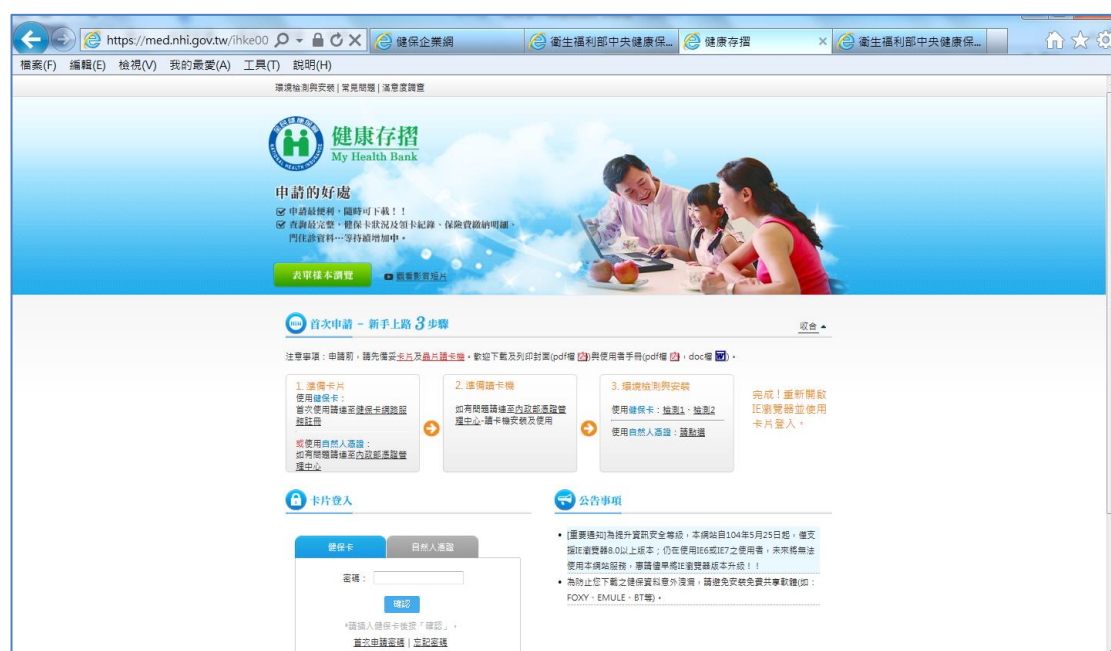 https://med.nhi.gov.tw/ihke00
健保企業網
衛生福利部中央健康保...
健康存摺
衛生福利部中央健康保...
檔案(F) 編輯(E) 檢視(V) 我的最愛(A) 工具(T) 說明(H)
環境檢測與安裝 | 常見問題 | 滿意度調查
健康存摺
My Health Bank
申請的好處
申請最便利，隨時可下載！！
查詢最完整，健保卡狀況及領卡紀錄、保險費繳納明細、
門住診資料…等持續增加中。
表單樣本瀏覽
觀看影音短片
首次申請 - 新手上路 3 步驟
收合
注意事項：申請前，請先備妥卡片及晶片讀卡機。歡迎下載及列印封面(pdf檔)與使用者手冊(pdf檔，doc檔)。
1. 準備卡片
使用健保卡：
首次使用請連至健保卡網路服
務註冊
或使用自然人憑證：
如有問題請連至內政部憑證管
理中心
2. 準備讀卡機
如有問題請連至內政部憑證管
理中心-讀卡機安裝及使用
3. 環境檢測與安裝
使用健保卡：檢測1、檢測2
使用自然人憑證：請點選
完成！重新開啟
IE瀏覽器並使用
卡片登入。
卡片登入
健保卡
自然人憑證
密碼：
確認
*請插入健保卡後按「確認」。
首次申請密碼 | 忘記密碼
公告事項
[重要通知]為提升資訊安全等級，本網站自104年5月25日起，僅支
援IE瀏覽器8.0以上版本；仍在使用IE6或IE7之使用者，未來將無法
使用本網站服務，惠請儘早將IE瀏覽器版本升級！！
為防止您下載之健保資料意外洩漏，請避免安裝免費共享軟體(如：
FOXY、EMULE、BT等)。